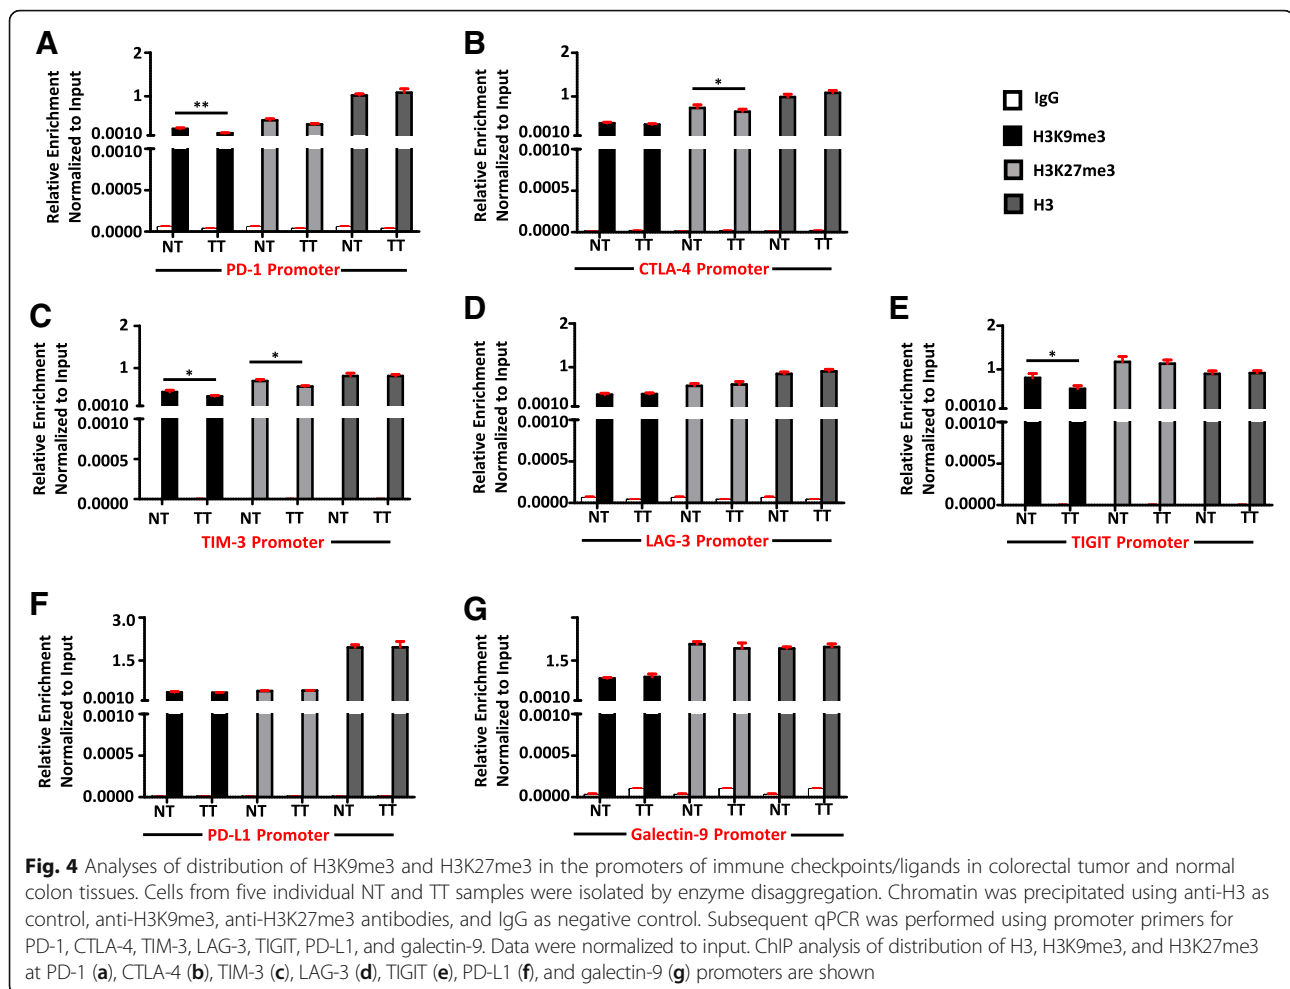 A
Relative Enrichment
Normalized to Input
2
1
0.0010
0.0010
0.0005
0.0000
**
NT TT NT TT NT TT
PD-1 Promoter
B
Relative Enrichment
Normalized to Input
2
1
0.0010
0.0010
0.0005
0.0000
*
NT TT NT TT NT TT
CTLA-4 Promoter
IgG
H3K9me3
H3K27me3
H3
C
Relative Enrichment
Normalized to Input
2
1
0.0010
0.0010
0.0005
0.0000
* *
NT TT NT TT NT TT
TIM-3 Promoter
D
Relative Enrichment
Normalized to Input
2
1
0.0010
0.0010
0.0005
0.0000
NT TT NT TT NT TT
LAG-3 Promoter
E
Relative Enrichment
Normalized to Input
2
1
0.0010
0.0010
0.0005
0.0000
*
NT TT NT TT NT TT
TIGIT Promoter
F
Relative Enrichment
Normalized to Input
3.0
1.5
0.0010
0.0010
0.0005
0.0000
NT TT NT TT NT TT
PD-L1 Promoter
G
Relative Enrichment
Normalized to Input
1.5
0.0010
0.0010
0.0005
0.0000
NT TT NT TT NT TT
Galectin-9 Promoter
Fig. 4 Analyses of distribution of H3K9me3 and H3K27me3 in the promoters of immune checkpoints/ligands in colorectal tumor and normal
colon tissues. Cells from five individual NT and TT samples were isolated by enzyme disaggregation. Chromatin was precipitated using anti-H3 as
control, anti-H3K9me3, anti-H3K27me3 antibodies, and IgG as negative control. Subsequent qPCR was performed using promoter primers for
PD-1, CTLA-4, TIM-3, LAG-3, TIGIT, PD-L1, and galectin-9. Data were normalized to input. ChIP analysis of distribution of H3, H3K9me3, and H3K27me3
at PD-1 (a), CTLA-4 (b), TIM-3 (c), LAG-3 (d), TIGIT (e), PD-L1 (f), and galectin-9 (g) promoters are shown